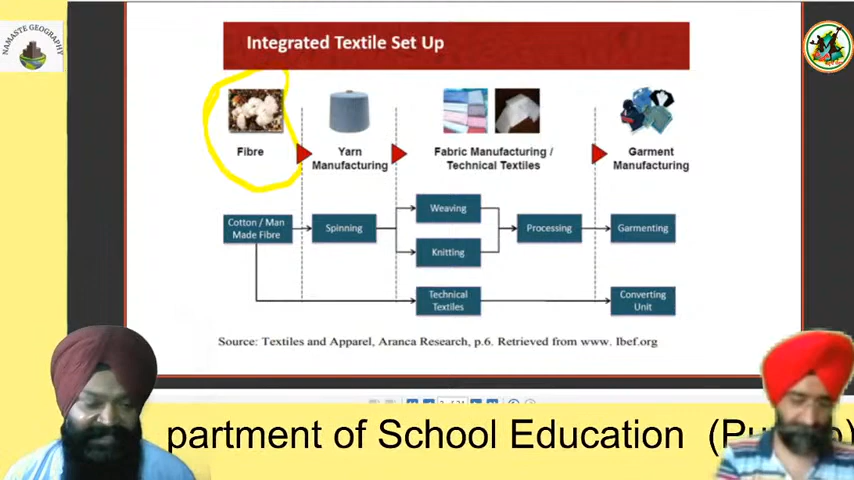 NAMASTE GEOGRAPHY
Integrated Textile Set Up
Fibre
Yarn
Manufacturing
Fabric Manufacturing /
Technical Textiles
Garment
Manufacturing
Cotton / Man
Made Fibre
Spinning
Weaving
Knitting
Processing
Garmenting
Technical
Textiles
Converting
Unit
Source: Textiles and Apparel, Aranca Research, p.6. Retrieved from www. Ibef.org
partment of School Education